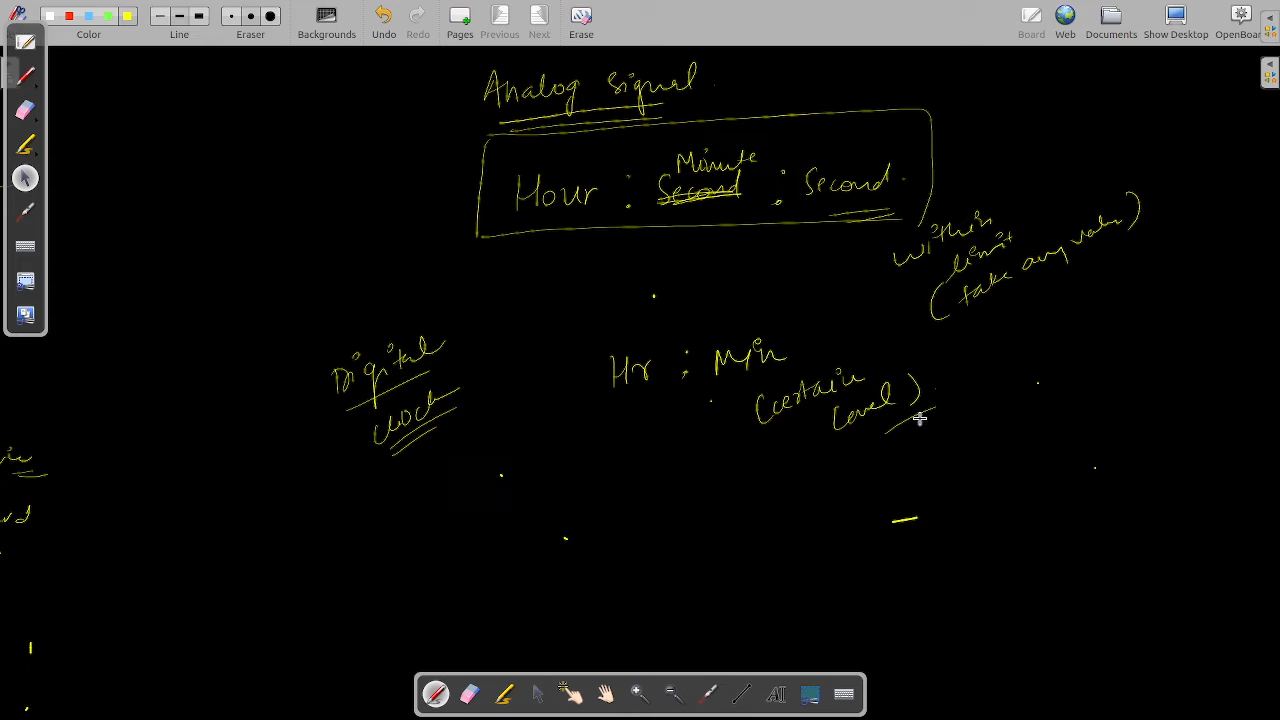 Color Line Eraser Backgrounds Undo Redo Pages Previous Next Erase Board Web Documents Show Desktop OpenBoar
Analog signal
Minute
Hour : Second : Second
within
limit
(take any value)
Digital
clock
Hr : Min
(certain
level)